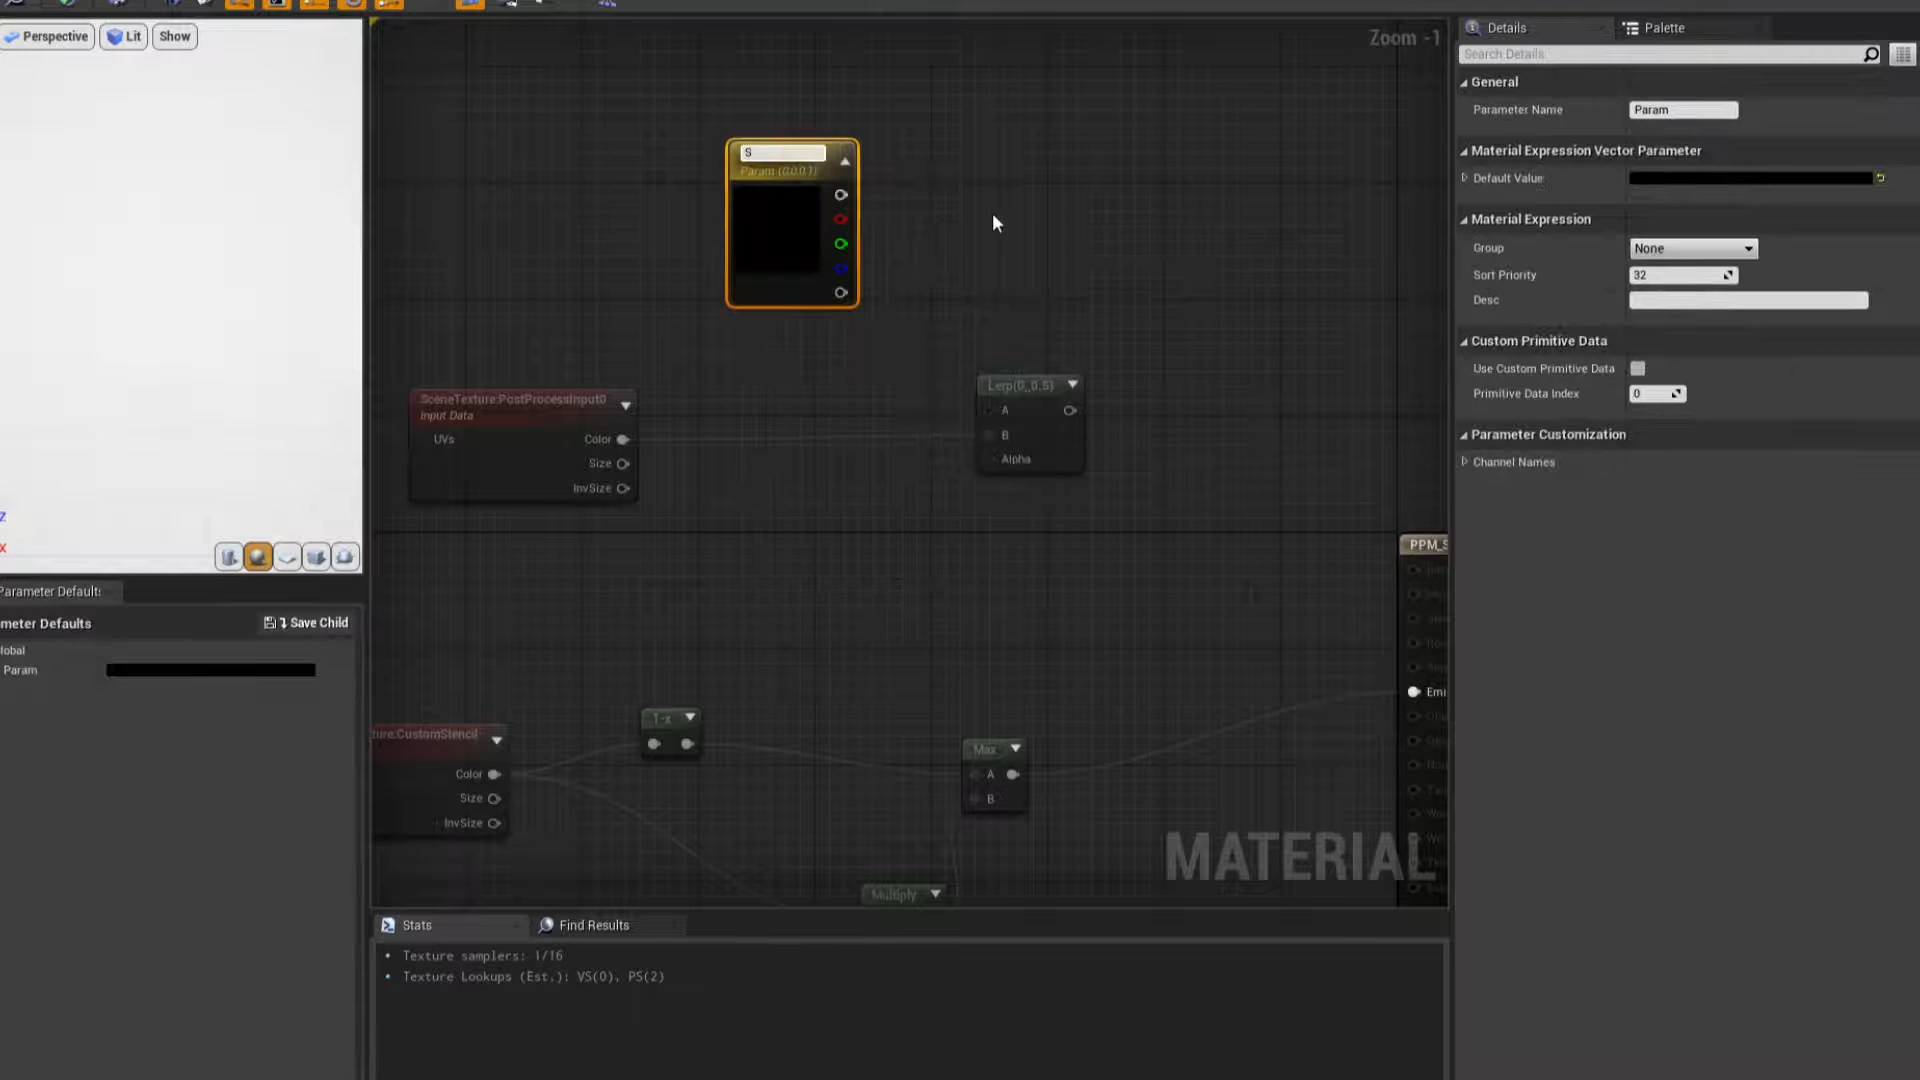 Perspective
Lit
Show
Zoom -1
S
Param (0,0,0,1)
SceneTexture:PostProcessInput0
Input Data
UVs
Color
Size
InvSize
Lerp(0,,0.5)
A
B
Alpha
PPM_S
Emi
ture:CustomStencil
Color
Size
InvSize
1-x
Max
A
B
Multiply
MATERIAL
Z
X
Parameter Default
meter Defaults
Save Child
lobal
Param
Stats
Find Results
Texture samplers: 1/16
Texture Lookups (Est.): VS(0), PS(2)
Details
Palette
Search Details
General
Parameter Name
Param
Material Expression Vector Parameter
Default Value
Material Expression
Group
None
Sort Priority
32
Desc
Custom Primitive Data
Use Custom Primitive Data
Primitive Data Index
0
Parameter Customization
Channel Names